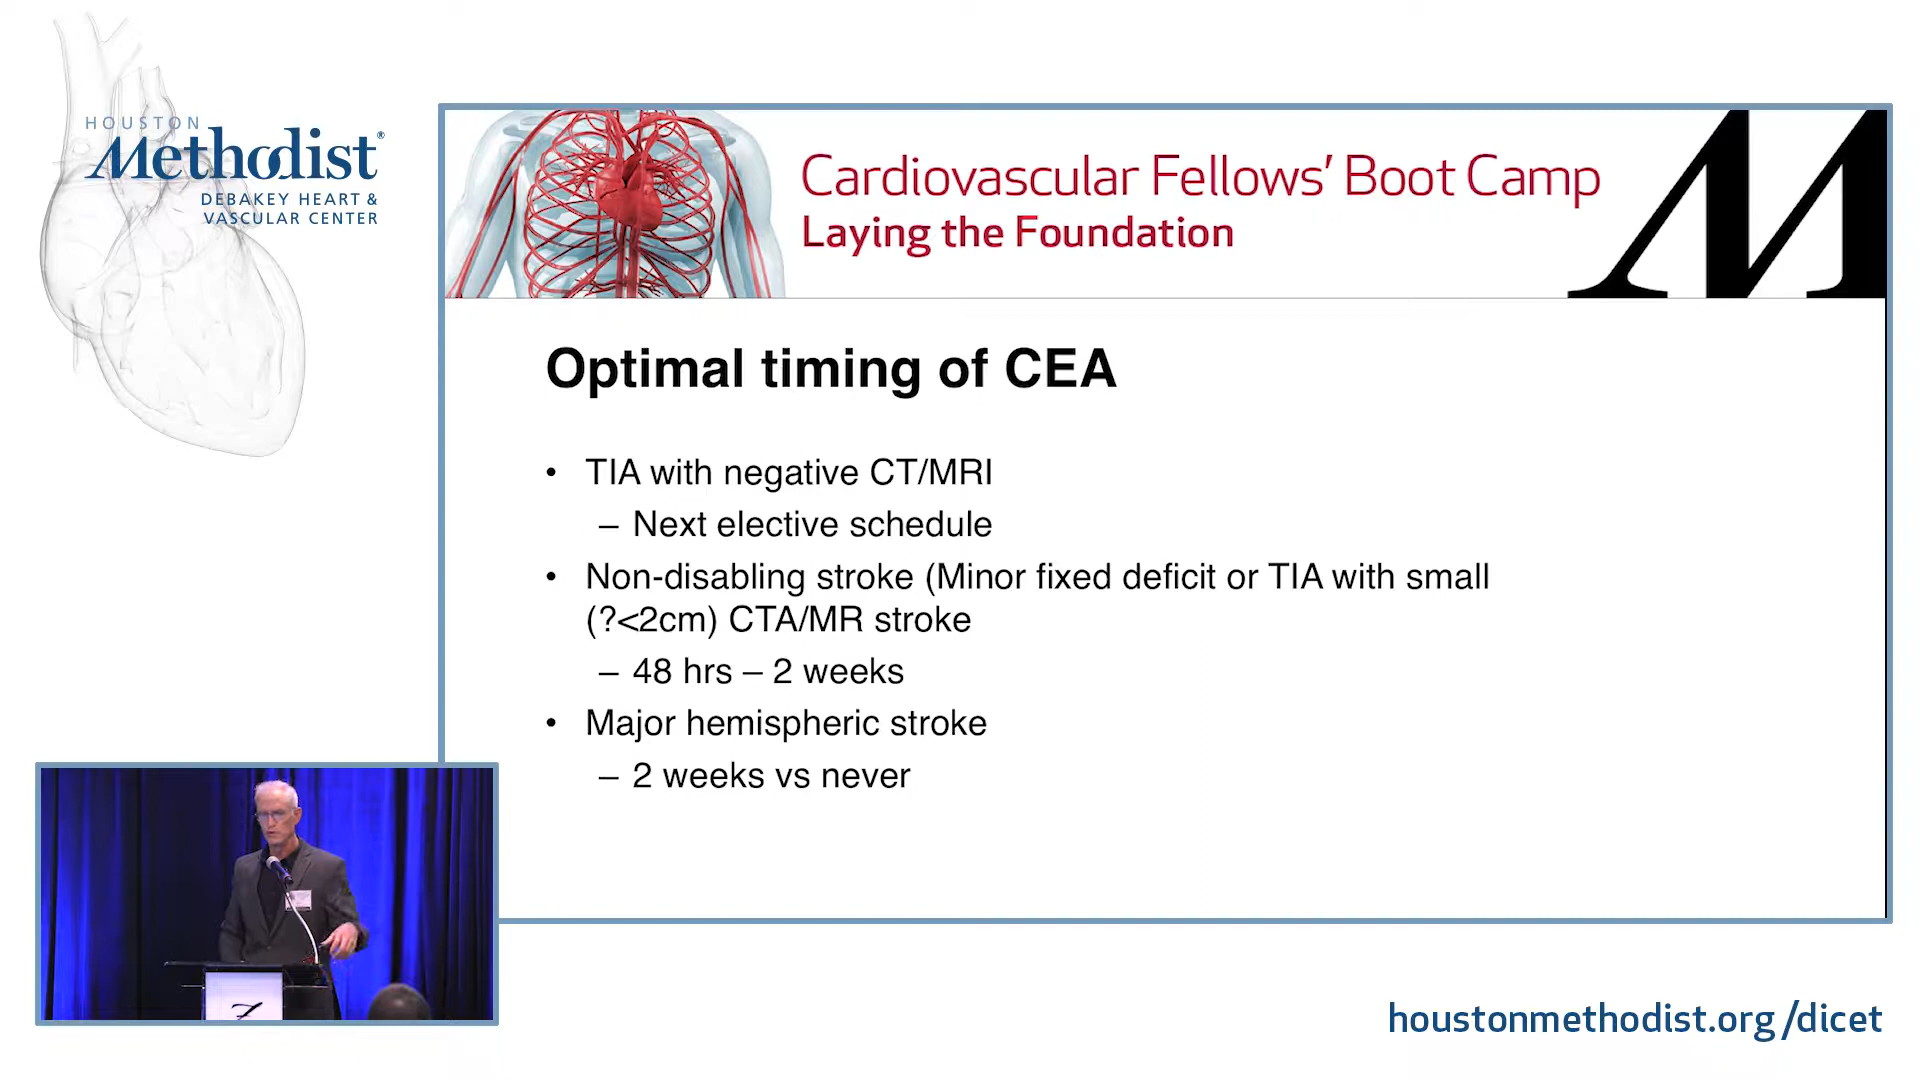 HOUSTON
Methodist®
DEBAKEY HEART &
VASCULAR CENTER
Cardiovascular Fellows' Boot Camp
Laying the Foundation
M
Optimal timing of CEA
• TIA with negative CT/MRI
– Next elective schedule
• Non-disabling stroke (Minor fixed deficit or TIA with small
(?<2cm) CTA/MR stroke
– 48 hrs – 2 weeks
• Major hemispheric stroke
– 2 weeks vs never
houstonmethodist.org/dicet